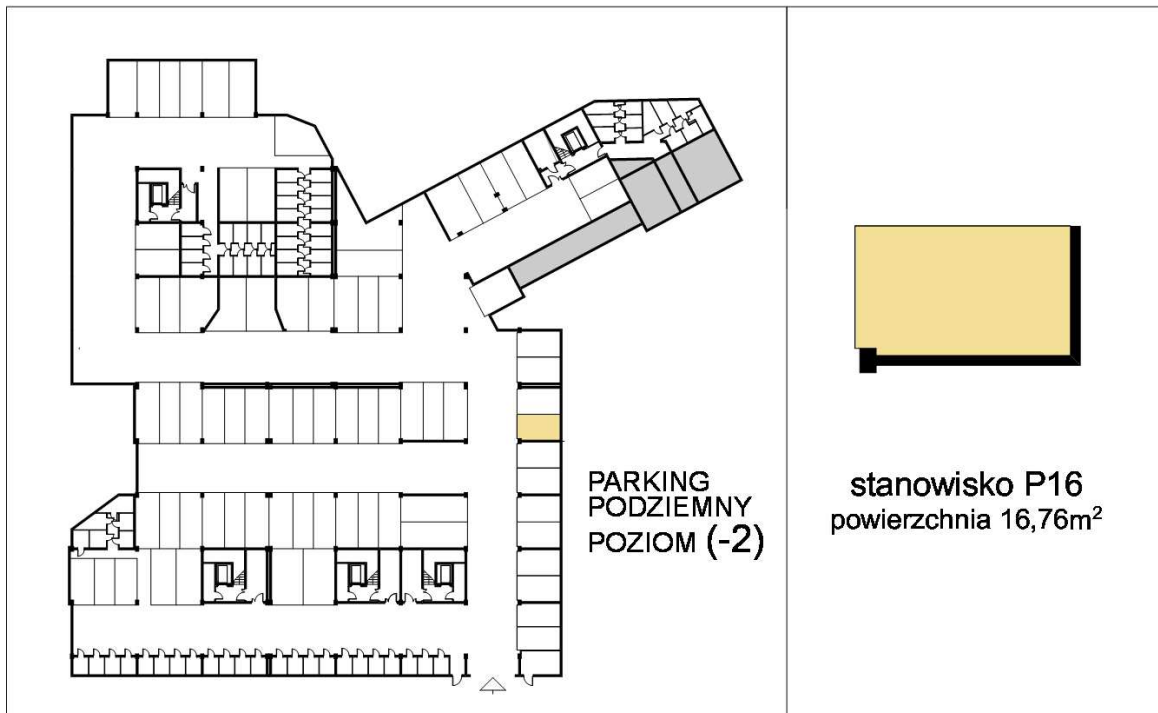 PARKING
PODZIEMNY
POZIOM (-2)
stanowisko P16
powierzchnia 16,76m²